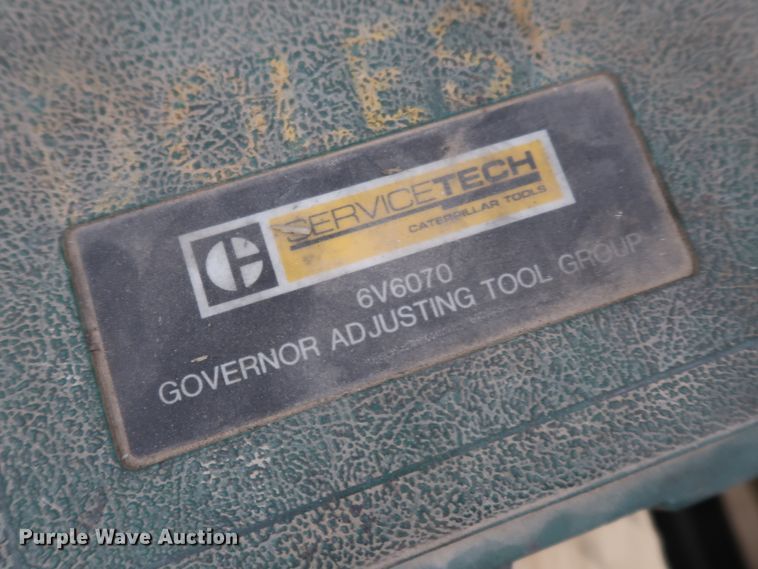 SERVICETECH
CATERPILLAR TOOLS
6V6070
GOVERNOR ADJUSTING TOOL GROUP
Purple Wave Auction